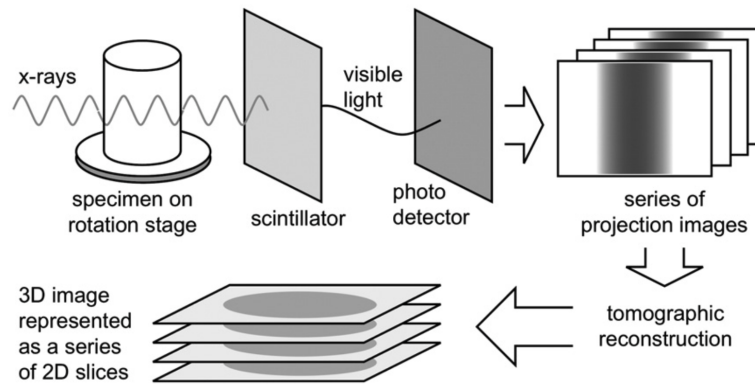 x-rays
specimen on
rotation stage
scintillator
visible
light
photo
detector
series of
projection images
tomographic
reconstruction
3D image
represented
as a series
of 2D slices